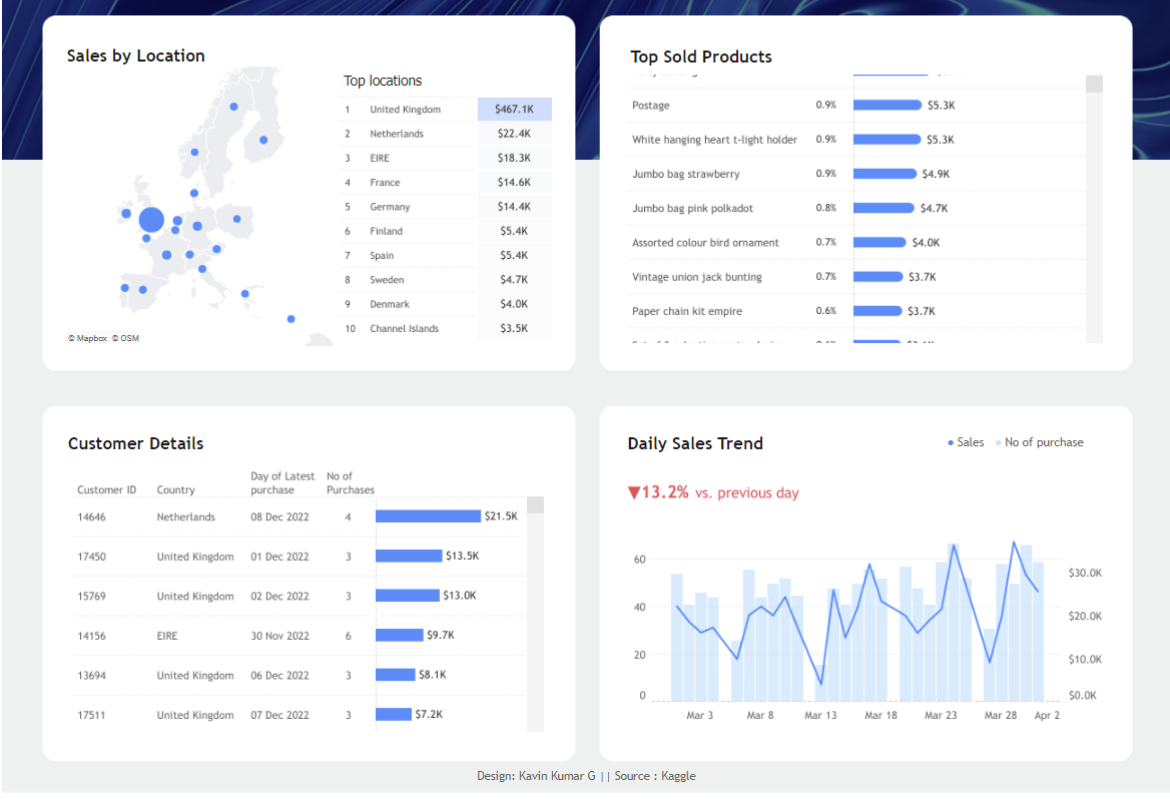 Sales by Location
Top locations
1 United Kingdom $467.1K
2 Netherlands $22.4K
3 EIRE $18.3K
4 France $14.6K
5 Germany $14.4K
6 Finland $5.4K
7 Spain $5.4K
8 Sweden $4.7K
9 Denmark $4.0K
10 Channel Islands $3.5K
© Mapbox © OSM
Top Sold Products
Postage 0.9% $5.3K
White hanging heart t-light holder 0.9% $5.3K
Jumbo bag strawberry 0.9% $4.9K
Jumbo bag pink polkadot 0.8% $4.7K
Assorted colour bird ornament 0.7% $4.0K
Vintage union jack bunting 0.7% $3.7K
Paper chain kit empire 0.6% $3.7K
Customer Details
Customer ID Country Day of Latest purchase No of Purchases
14646 Netherlands 08 Dec 2022 4 $21.5K
17450 United Kingdom 01 Dec 2022 3 $13.5K
15769 United Kingdom 02 Dec 2022 3 $13.0K
14156 EIRE 30 Nov 2022 6 $9.7K
13694 United Kingdom 06 Dec 2022 3 $8.1K
17511 United Kingdom 07 Dec 2022 3 $7.2K
Daily Sales Trend
Sales No of purchase
▼13.2% vs. previous day
60
40
20
0
$30.0K
$20.0K
$10.0K
$0.0K
Mar 3 Mar 8 Mar 13 Mar 18 Mar 23 Mar 28 Apr 2
Design: Kavin Kumar G || Source : Kaggle